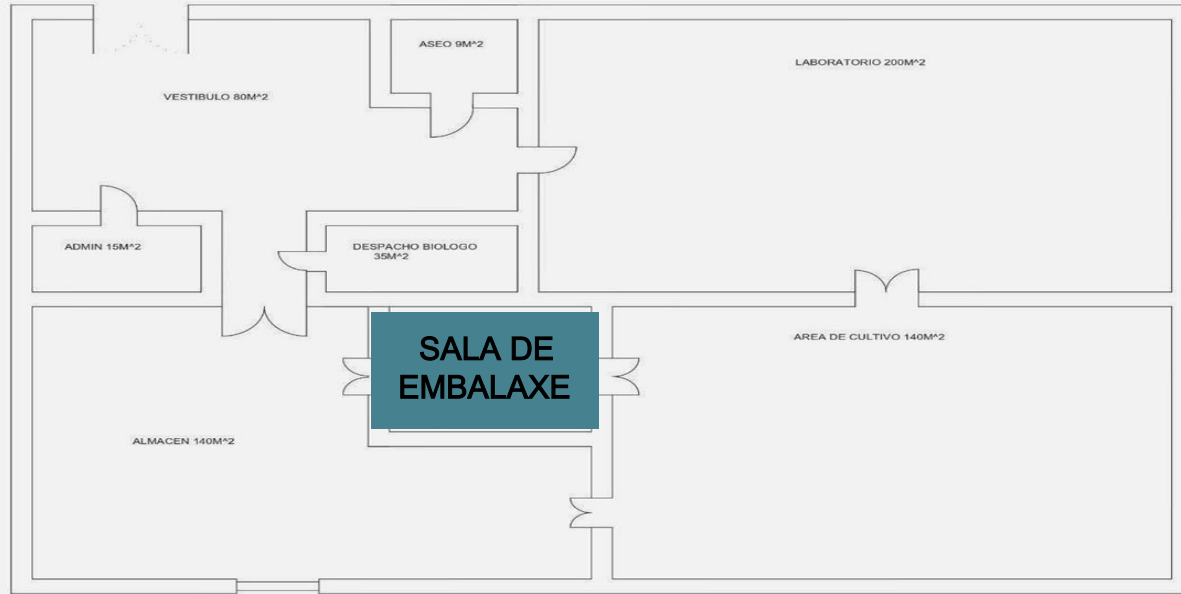 ASEO 9M^2
LABORATORIO 200M^2
VESTIBULO 80M^2
ADMIN 15M^2
DESPACHO BIOLOGO
35M^2
SALA DE
EMBALAXE
AREA DE CULTIVO 140M^2
ALMACEN 140M^2